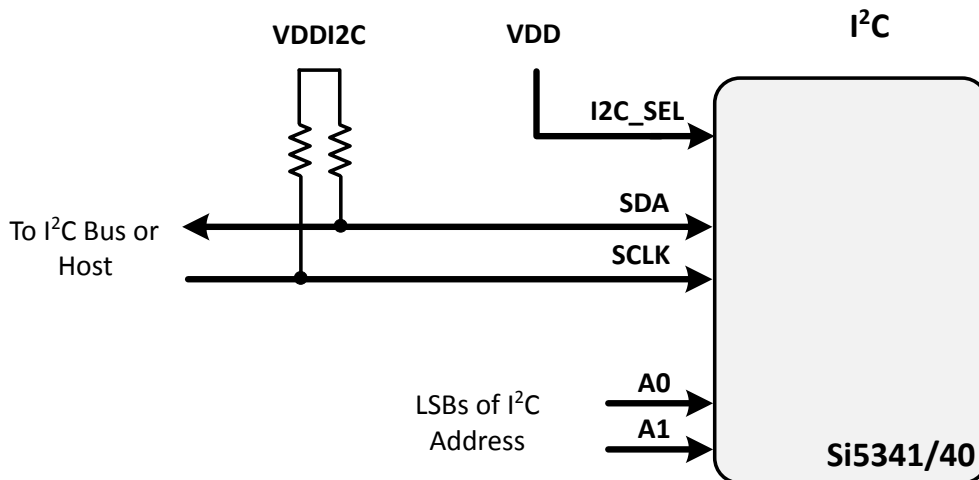 I²C
VDDI2C
VDD
I2C_SEL
SDA
To I²C Bus or
Host
SCLK
A0
LSBs of I²C
Address
A1
Si5341/40